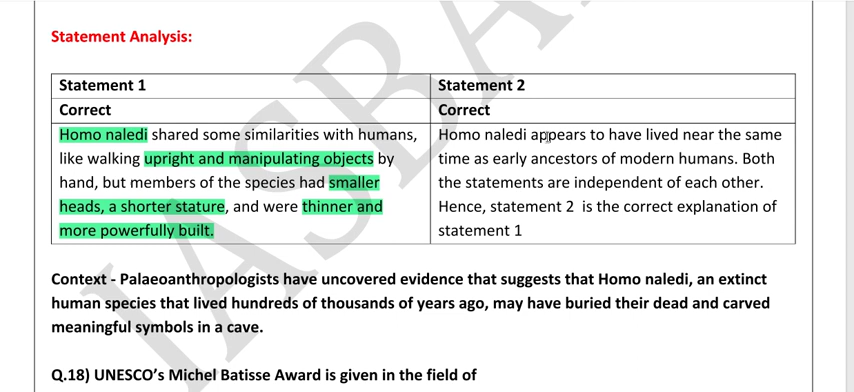 Statement Analysis:
Statement 1
Correct
Homo naledi shared some similarities with humans,
like walking upright and manipulating objects by
hand, but members of the species had smaller
heads, a shorter stature, and were thinner and
more powerfully built.
Statement 2
Correct
Homo naledi appears to have lived near the same
time as early ancestors of modern humans. Both
the statements are independent of each other.
Hence, statement 2 is the correct explanation of
statement 1
Context - Palaeoanthropologists have uncovered evidence that suggests that Homo naledi, an extinct
human species that lived hundreds of thousands of years ago, may have buried their dead and carved
meaningful symbols in a cave.
Q.18) UNESCO’s Michel Batisse Award is given in the field of
IASBA